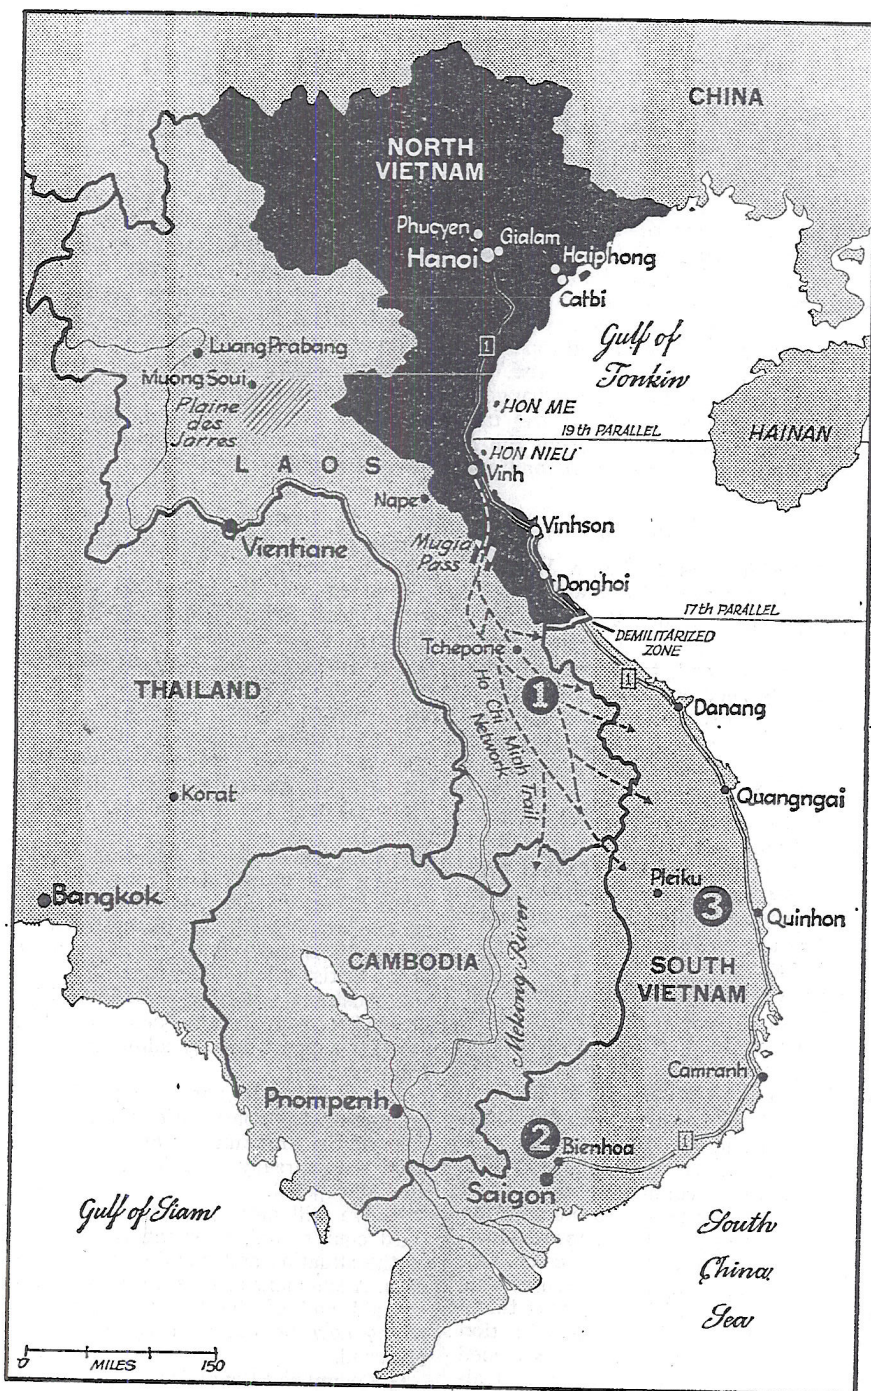 CHINA
NORTH
VIETNAM
Phucyen
Gialam
Hanoi
Haiphong
Catbi
Gulf of
Tonkin
1
Luang Prabang
Muong Soui
Plaine
des
Jarres
HON ME
19th PARALLEL
HAINAN
HON NIEU
LAOS
Vinh
Nape
Vinhson
Vientiane
Mugia
Pass
Donghoi
17th PARALLEL
DEMILITARIZED
ZONE
Tchepone
THAILAND
1
1
Ho Chi Minh Trail
Network
Danang
Korat
Quangngai
Bangkok
Pleiku
3
Quinhon
CAMBODIA
Mekong River
SOUTH
VIETNAM
Camranh
Pnompenh
2
Bienhoa
1
Saigon
Gulf of Siam
South
China
Sea
0 MILES 150